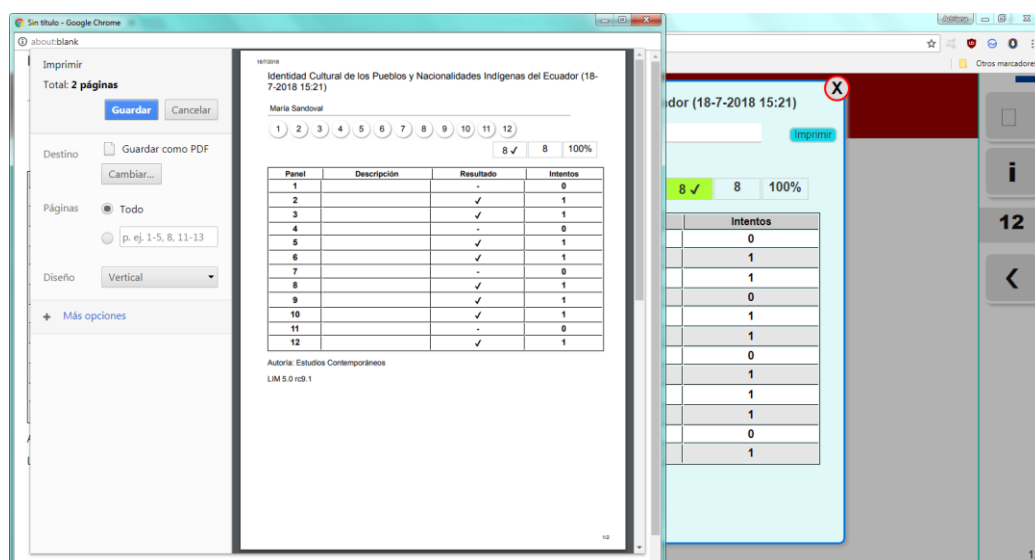 Sin título - Google Chrome
about:blank
Imprimir
Total: 2 páginas
Guardar Cancelar
Destino Guardar como PDF
Cambiar...
Páginas Todo
p. ej. 1-5, 8, 11-13
Diseño Vertical
+ Más opciones
18/7/2018
Identidad Cultural de los Pueblos y Nacionalidades Indígenas del Ecuador (18-
7-2018 15:21)
María Sandoval
1 2 3 4 5 6 7 8 9 10 11 12
8 ✓ 8 100%
Panel Descripción Resultado Intentos
1 - 0
2 ✓ 1
3 ✓ 1
4 - 0
5 ✓ 1
6 ✓ 1
7 - 0
8 ✓ 1
9 ✓ 1
10 ✓ 1
11 - 0
12 ✓ 1
Autoría: Estudios Contemporáneos
LIM 5.0 rc9.1
1/2
Adriana
Otros marcadores
dor (18-7-2018 15:21)
X
Imprimir
8 ✓ 8 100%
Intentos
0
1
1
0
1
1
0
1
1
1
0
1
i
12